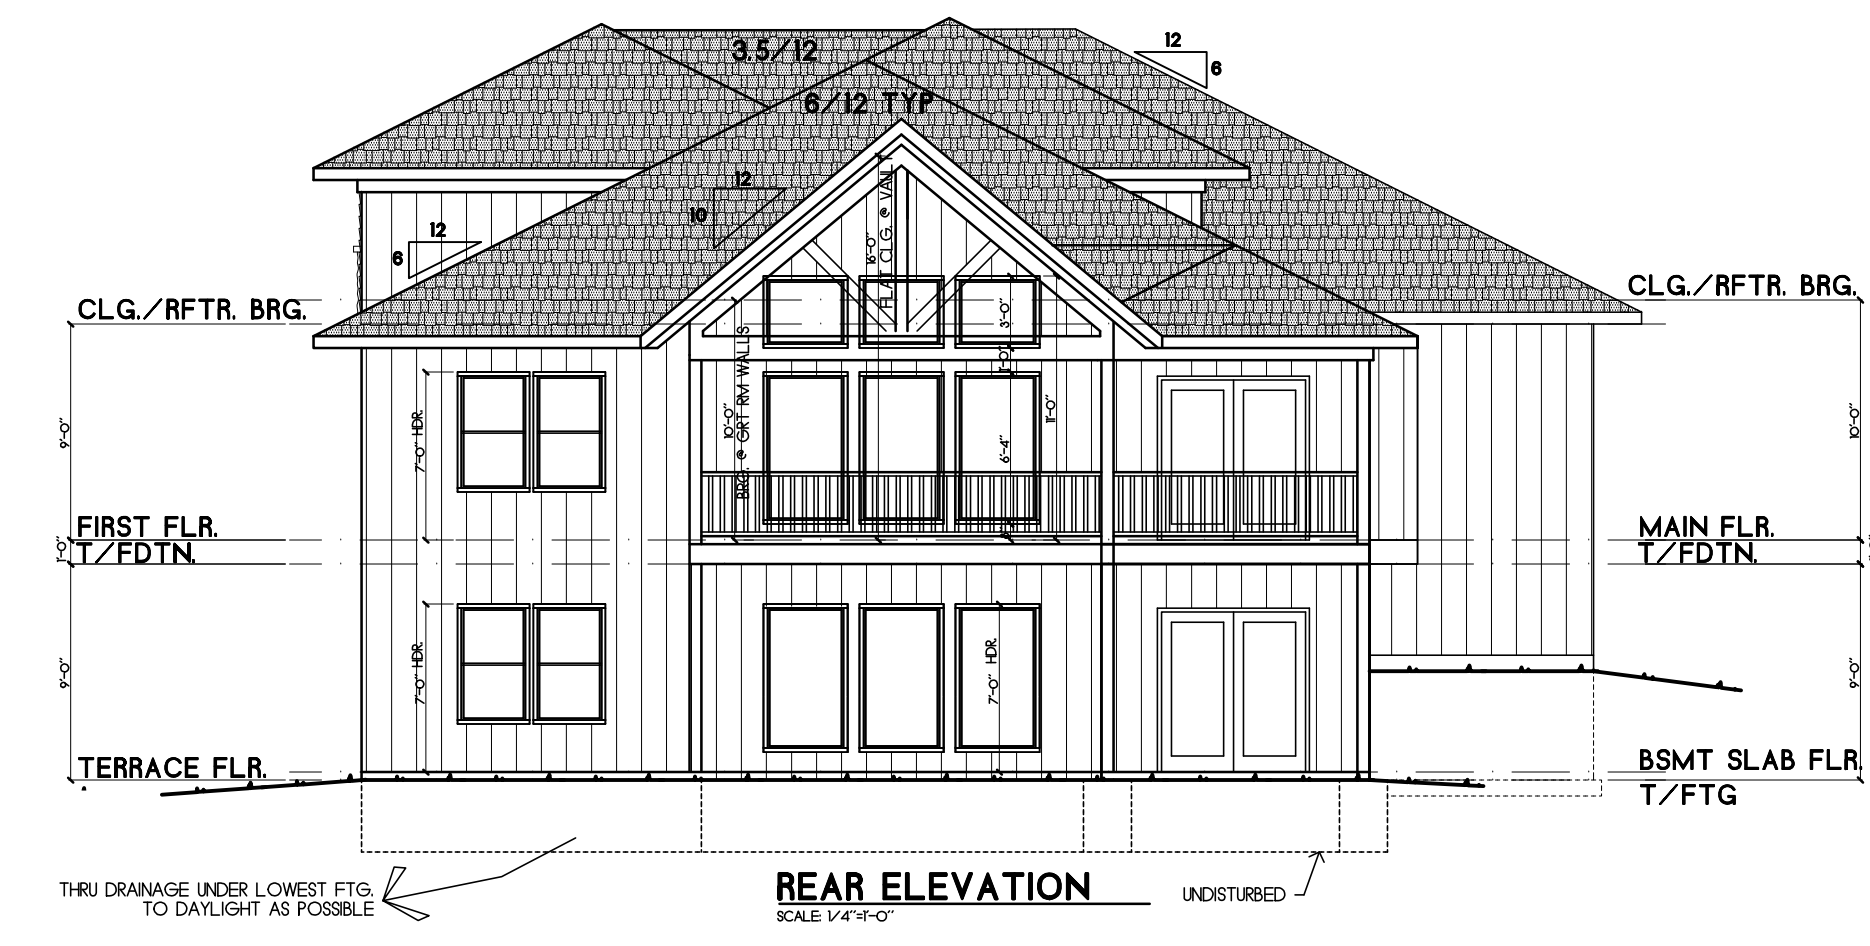 3.5/12
12
6
6/12 TYP
12
10
12
6
16'-0"
FLAT CLG. @ VAULT
CLG./RFTR. BRG.
CLG./RFTR. BRG.
3'-0"
1'-0"
10'-0"
BRG. @ GRT RM WALLS
11'-0"
9'-0"
7'-0" HDR.
6'-4"
10'-0"
8"
FIRST FLR.
MAIN FLR.
1'-0"
T/FDTN.
T/FDTN.
9'-0"
7'-0" HDR.
7'-0" HDR.
9'-0"
TERRACE FLR.
BSMT SLAB FLR.
T/FTG
THRU DRAINAGE UNDER LOWEST FTG.
TO DAYLIGHT AS POSSIBLE
REAR ELEVATION
SCALE: 1/4"=1'-0"
UNDISTURBED